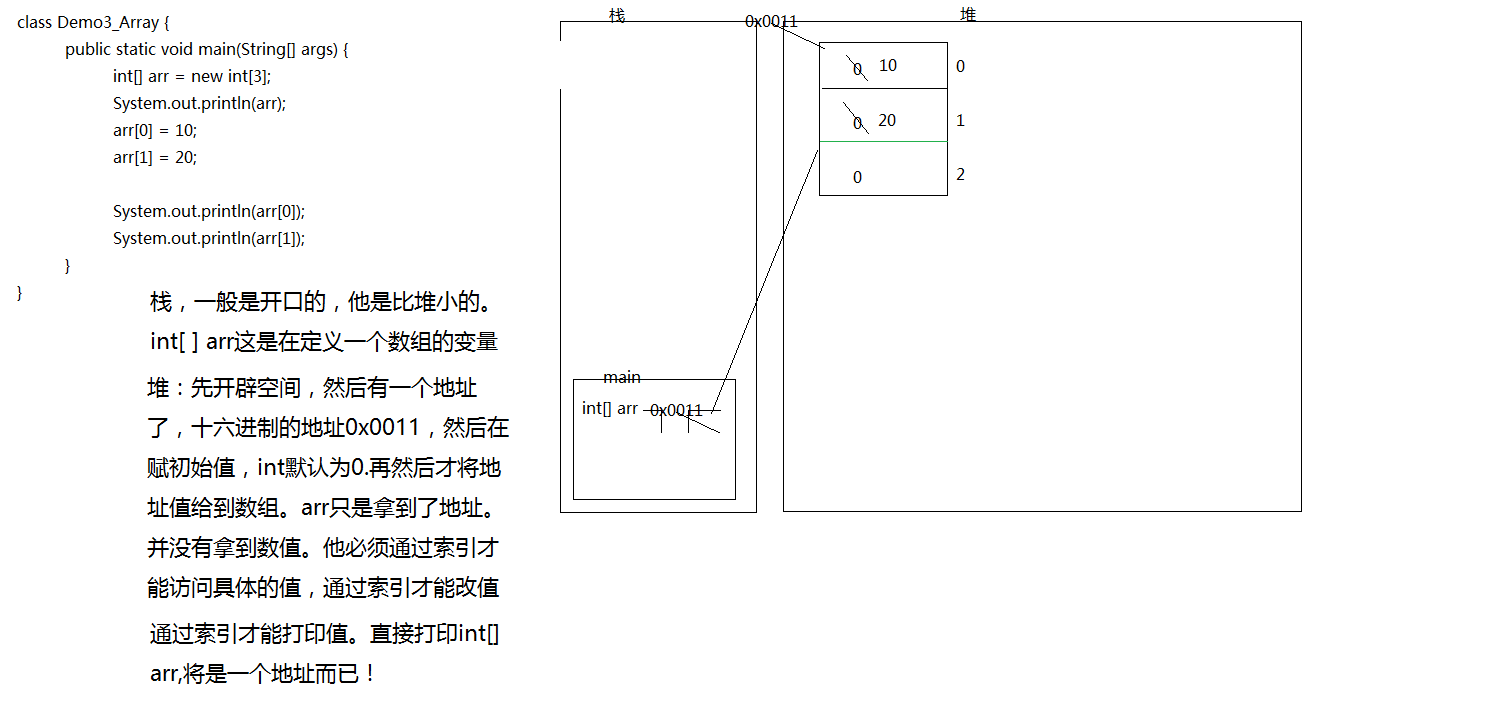 class Demo3_Array {
public static void main(String[] args) {
int[] arr = new int[3];
System.out.println(arr);
arr[0] = 10;
arr[1] = 20;
System.out.println(arr[0]);
System.out.println(arr[1]);
}
}
栈，一般是开口的，他是比堆小的。
int[ ] arr这是在定义一个数组的变量
堆：先开辟空间，然后有一个地址
了，十六进制的地址0x0011，然后在
赋初始值，int默认为0.再然后才将地
址值给到数组。arr只是拿到了地址。
并没有拿到数值。他必须通过索引才
能访问具体的值，通过索引才能改值
通过索引才能打印值。直接打印int[]
arr,将是一个地址而已！
栈
main
int[] arr 0x0011
0x0011
堆
0 10 0
0 20 1
0 2